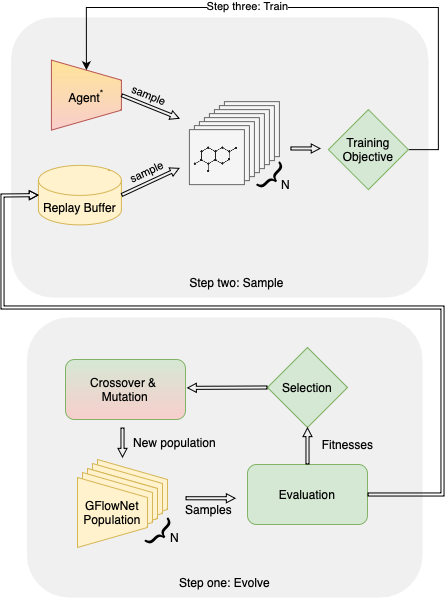 Step three: Train
Agent*
sample
sample
N
Training
Objective
Replay Buffer
Step two: Sample
Crossover &
Mutation
Selection
New population
Fitnesses
GFlowNet
Population
N
Samples
Evaluation
Step one: Evolve